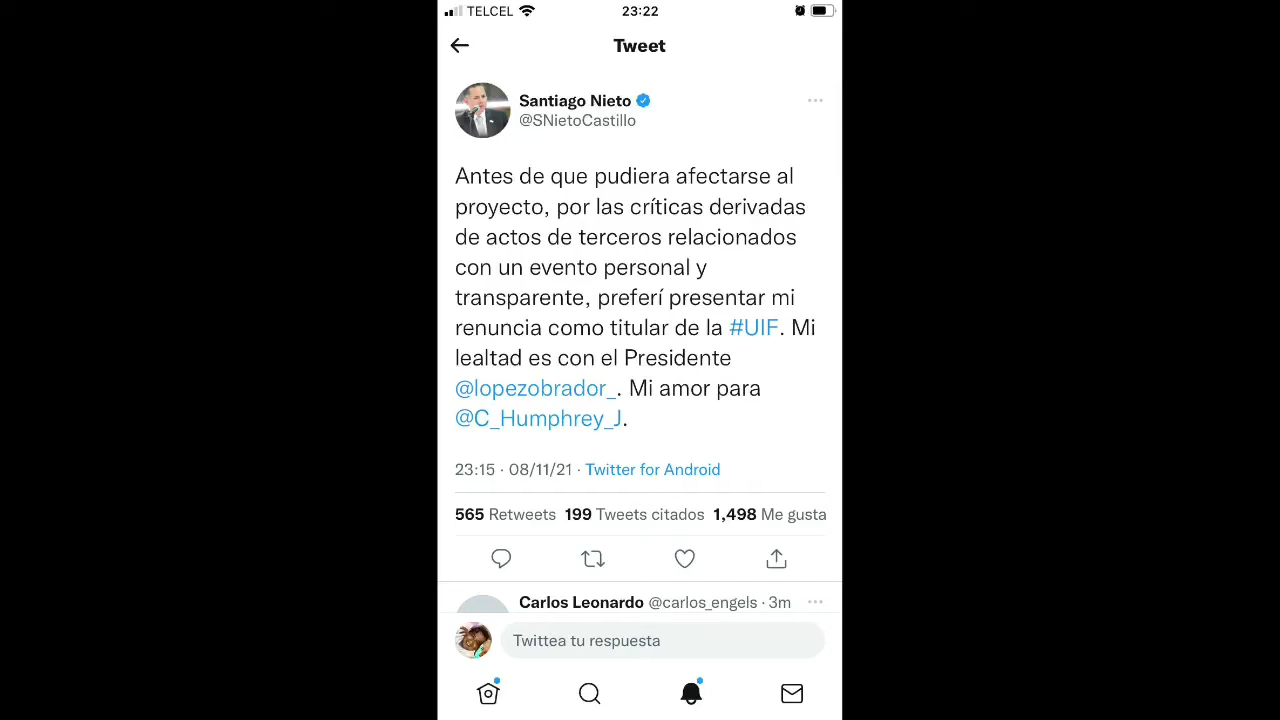 TELCEL 23:22
Tweet
Santiago Nieto
@SNietoCastillo
Antes de que pudiera afectarse al
proyecto, por las críticas derivadas
de actos de terceros relacionados
con un evento personal y
transparente, preferí presentar mi
renuncia como titular de la #UIF. Mi
lealtad es con el Presidente
@lopezobrador_. Mi amor para
@C_Humphrey_J.
23:15 · 08/11/21 · Twitter for Android
565 Retweets 199 Tweets citados 1,498 Me gusta
Carlos Leonardo @carlos_engels · 3m
Twittea tu respuesta